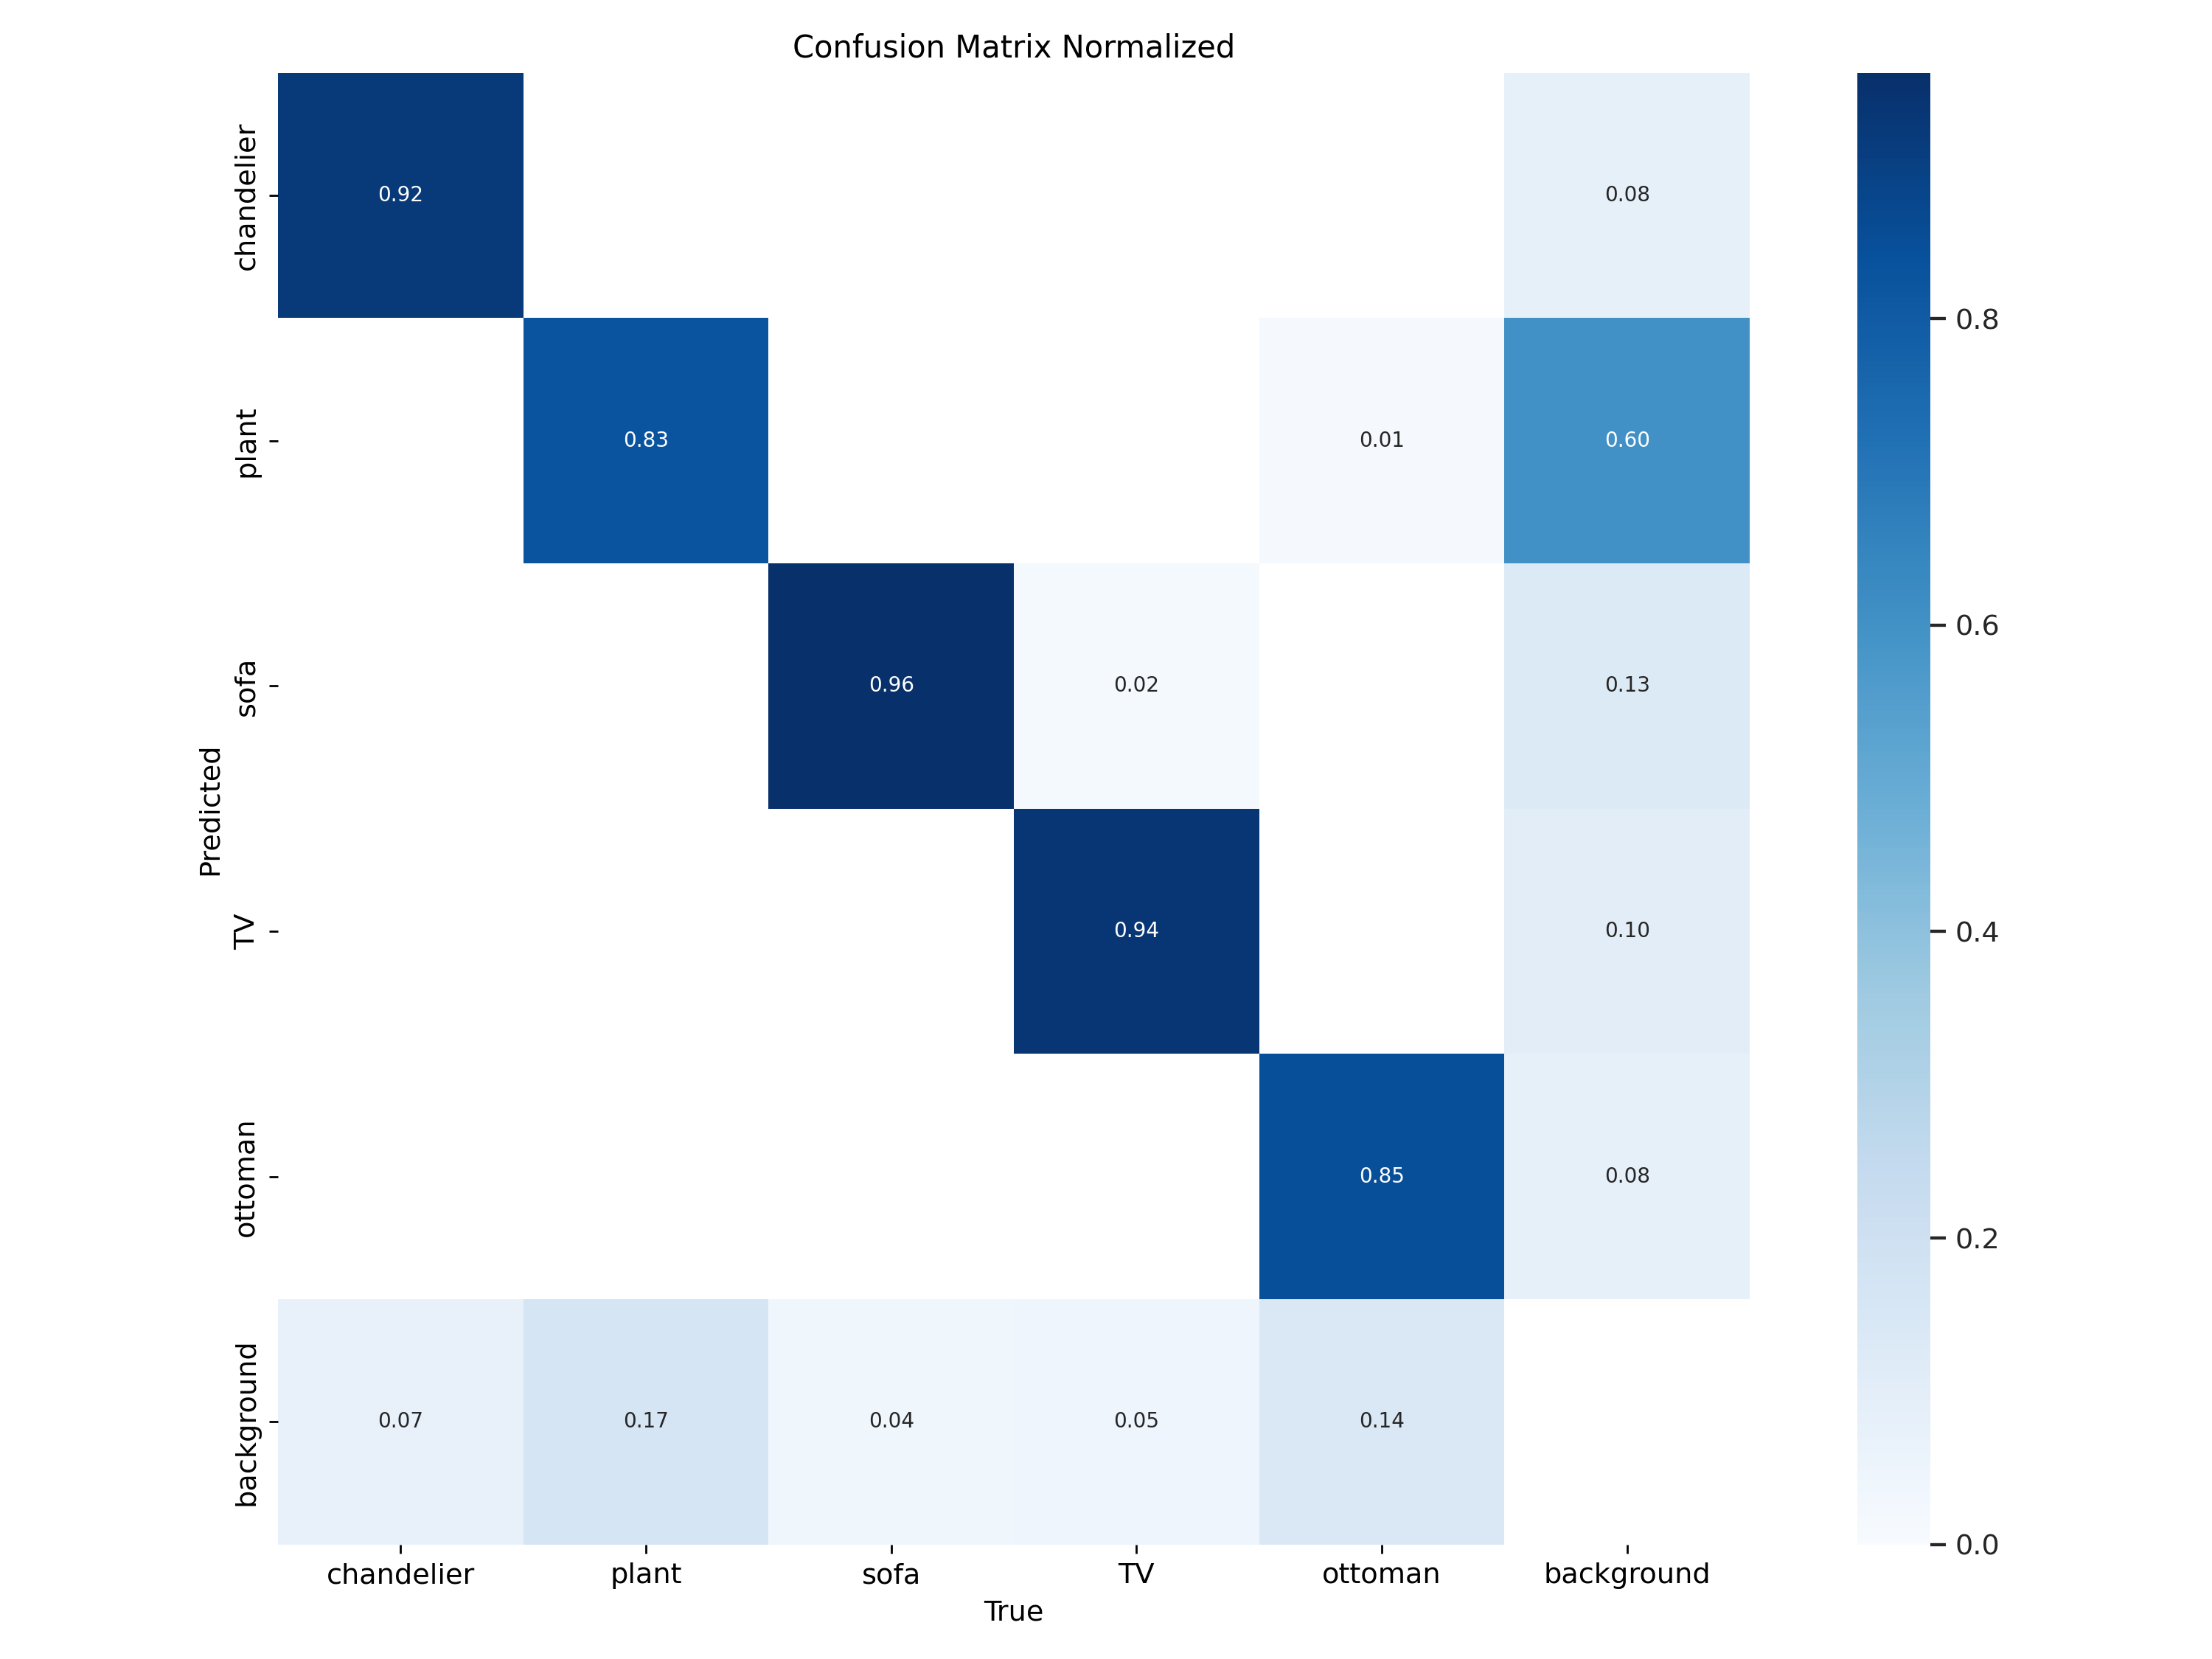 Confusion Matrix Normalized
chandelier
0.92
0.08
plant
0.83
0.01
0.60
sofa
0.96
0.02
0.13
TV
0.94
0.10
ottoman
0.85
0.08
background
0.07
0.17
0.04
0.05
0.14
Predicted
chandelier plant sofa TV ottoman background
True
0.8
0.6
0.4
0.2
0.0